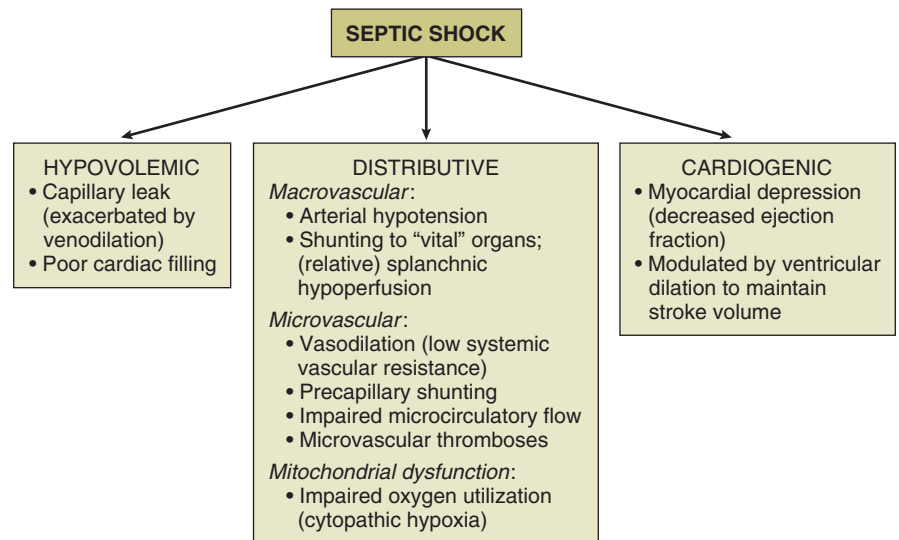 SEPTIC SHOCK
HYPOVOLEMIC
• Capillary leak
(exacerbated by
venodilation)
• Poor cardiac filling
DISTRIBUTIVE
Macrovascular:
• Arterial hypotension
• Shunting to “vital” organs;
(relative) splanchnic
hypoperfusion
Microvascular:
• Vasodilation (low systemic
vascular resistance)
• Precapillary shunting
• Impaired microcirculatory flow
• Microvascular thromboses
Mitochondrial dysfunction:
• Impaired oxygen utilization
(cytopathic hypoxia)
CARDIOGENIC
• Myocardial depression
(decreased ejection
fraction)
• Modulated by ventricular
dilation to maintain
stroke volume